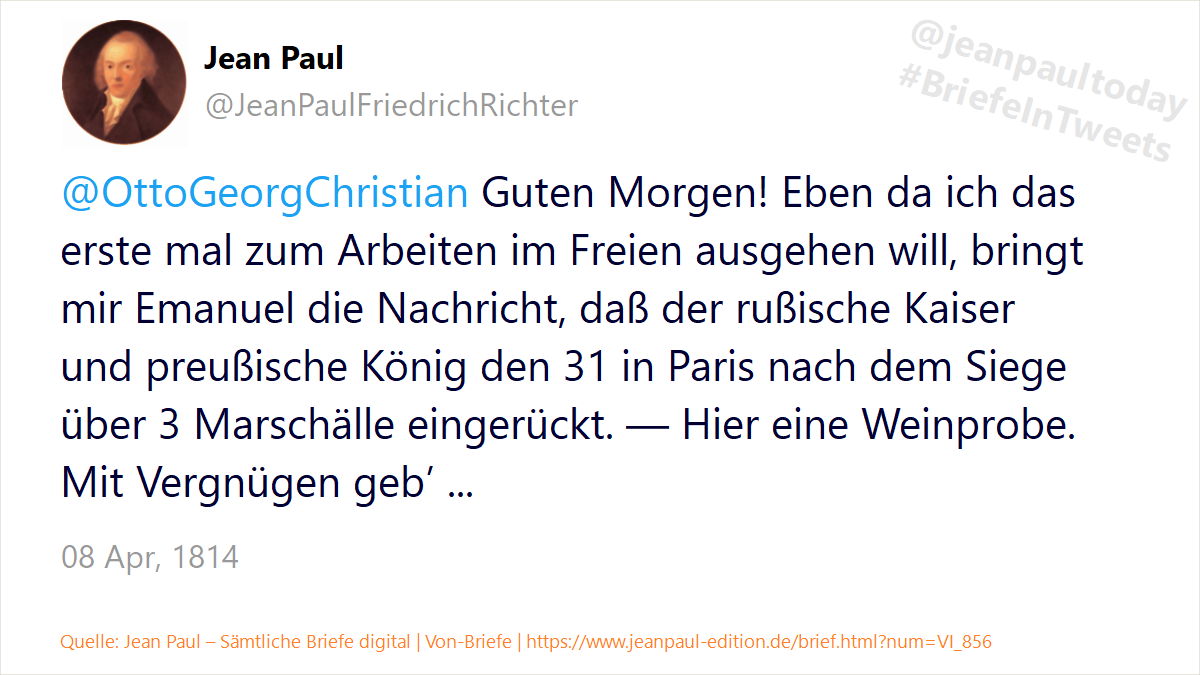 Jean Paul
@JeanPaulFriedrichRichter
@jeanpaultoday
#BriefeInTweets
@OttoGeorgChristian Guten Morgen! Eben da ich das
erste mal zum Arbeiten im Freien ausgehen will, bringt
mir Emanuel die Nachricht, daß der rußische Kaiser
und preußische König den 31 in Paris nach dem Siege
über 3 Marschälle eingerückt. — Hier eine Weinprobe.
Mit Vergnügen geb’ ...
08 Apr, 1814
Quelle: Jean Paul – Sämtliche Briefe digital | Von-Briefe | https://www.jeanpaul-edition.de/brief.html?num=VI_856